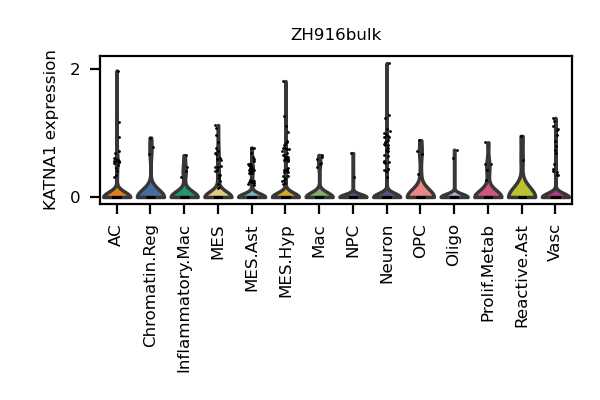 ZH916bulk
KATNA1 expression
2
0
AC
Chromatin.Reg
Inflammatory.Mac
MES
MES.Ast
MES.Hyp
Mac
NPC
Neuron
OPC
Oligo
Prolif.Metab
Reactive.Ast
Vasc